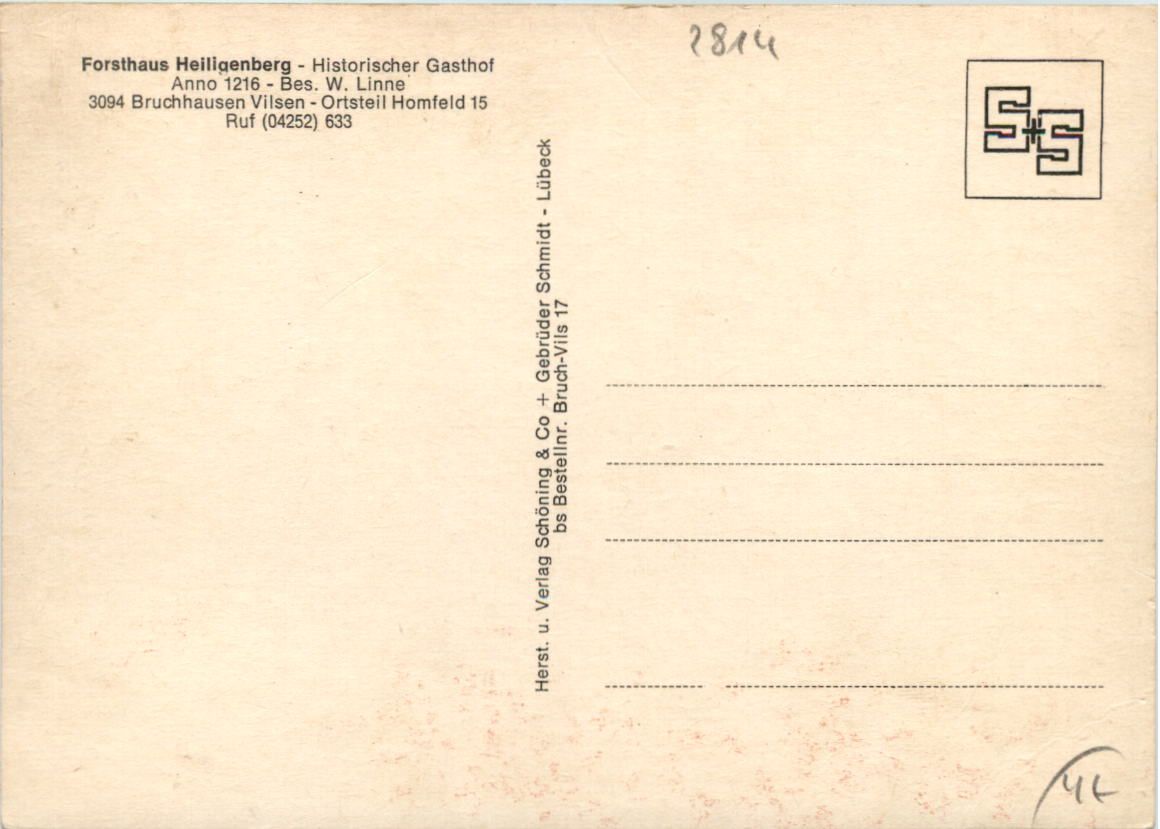 2814
Forsthaus Heiligenberg - Historischer Gasthof
Anno 1216 - Bes. W. Linne
3094 Bruchhausen Vilsen - Ortsteil Homfeld 15
Ruf (04252) 633
S+S
Herst. u. Verlag Schöning & Co + Gebrüder Schmidt - Lübeck
bs Bestellnr. Bruch-Vils 17